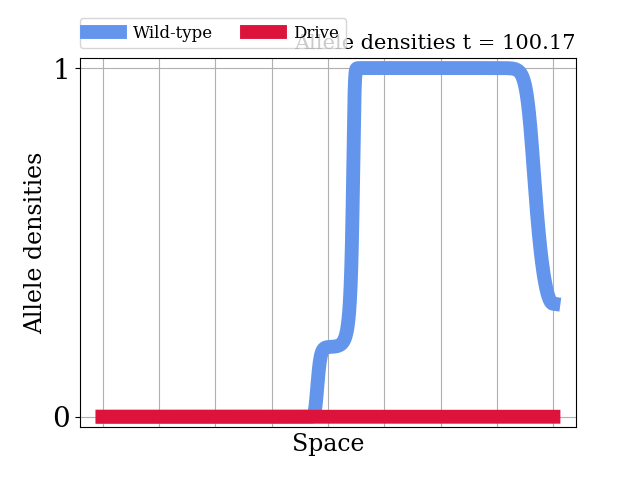 Wild-type
Drive
Allele densities t = 100.17
1
Allele densities
0
Space